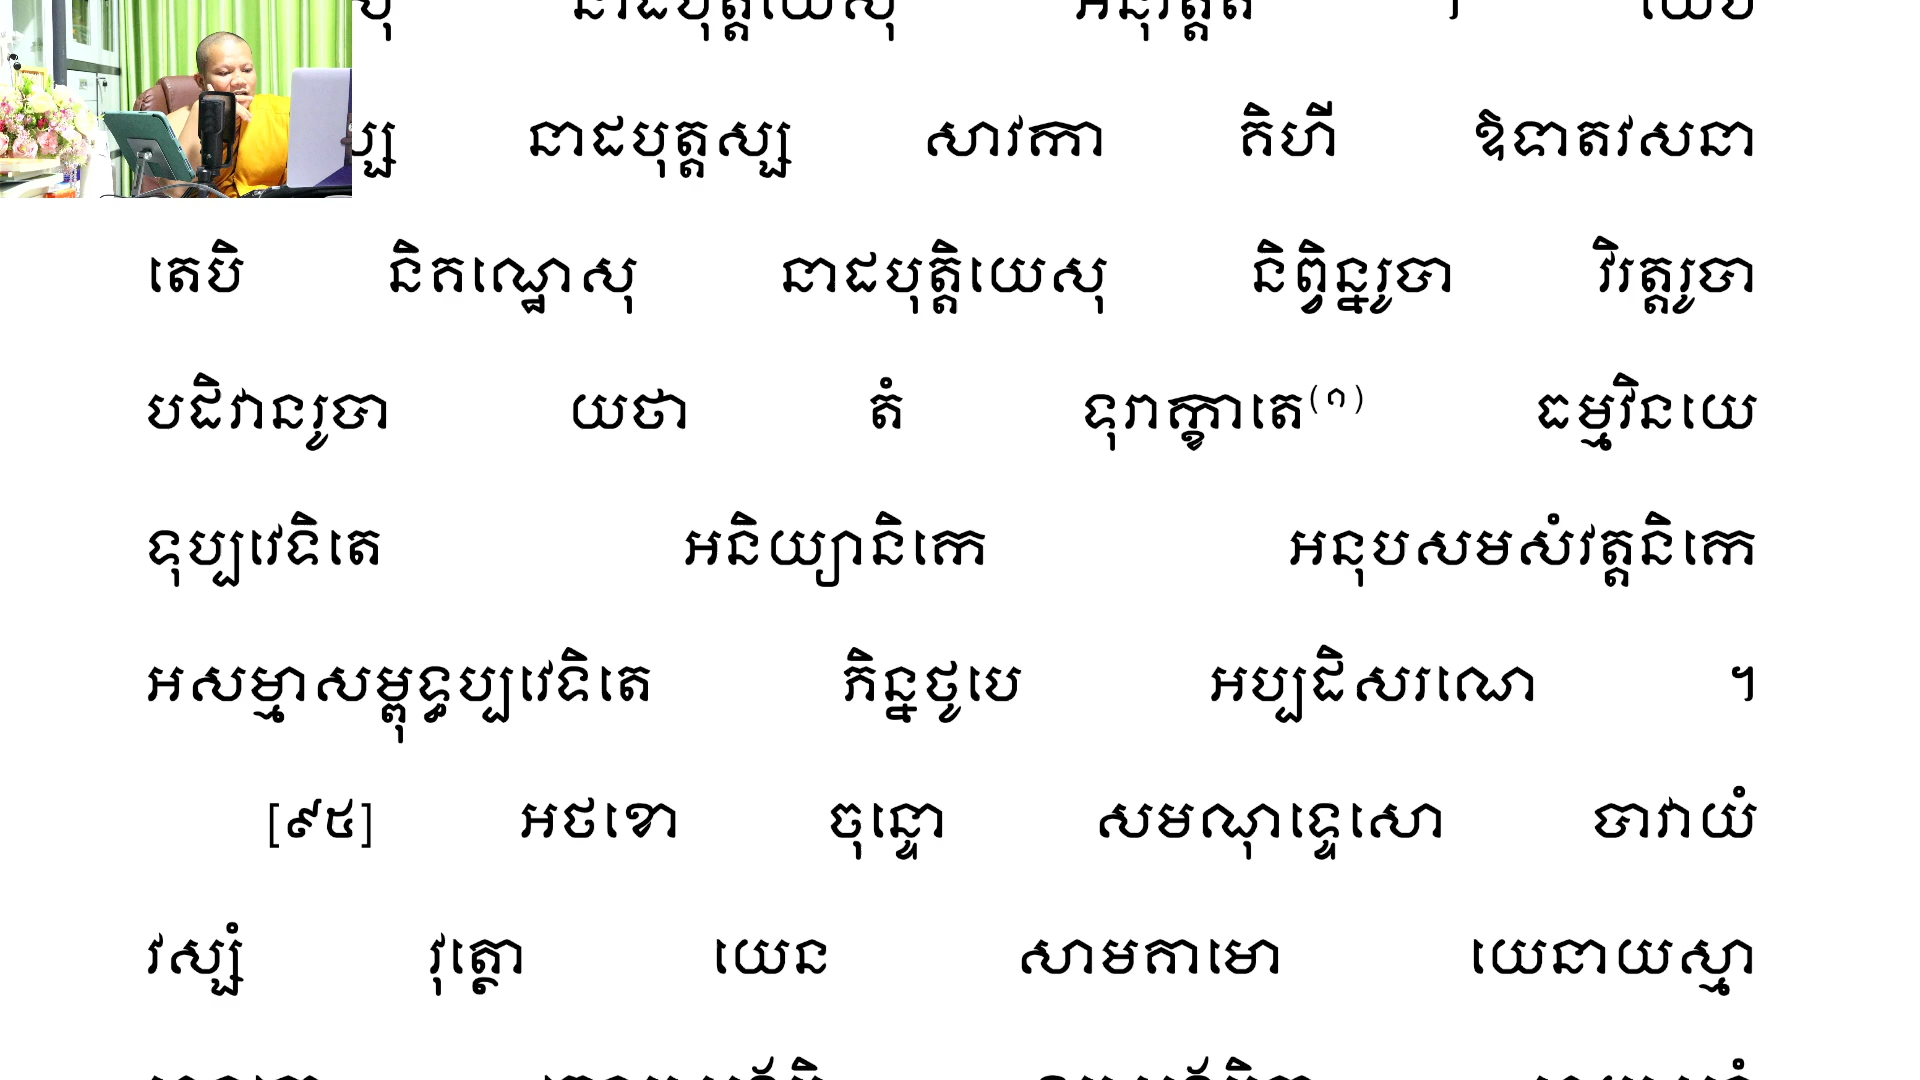 ស្ស នាដបុត្តស្ស សាវកា គិហី ឱទាតវសនា
តេបិ និគណ្ឋេសុ នាដបុត្តិយេសុ និព្វិន្នរូបា វិរត្តរូបា
បដិវានរូបា យថា តំ ទុរាក្ខាតេ(១) ធម្មវិនយេ
ទុប្បវេទិតេ អនិយ្យានិកេ អនុបសមសំវត្តនិកេ
អសម្មាសម្ពុទ្ធប្បវេទិតេ ភិន្នថូបេ អប្បដិសរណេ ។
[៩៥] អថខោ ចុន្ទោ សមណុទ្ទេសោ បាវាយំ
វស្សំ វុត្ថោ យេន សាមគាមោ យេនាយស្មា